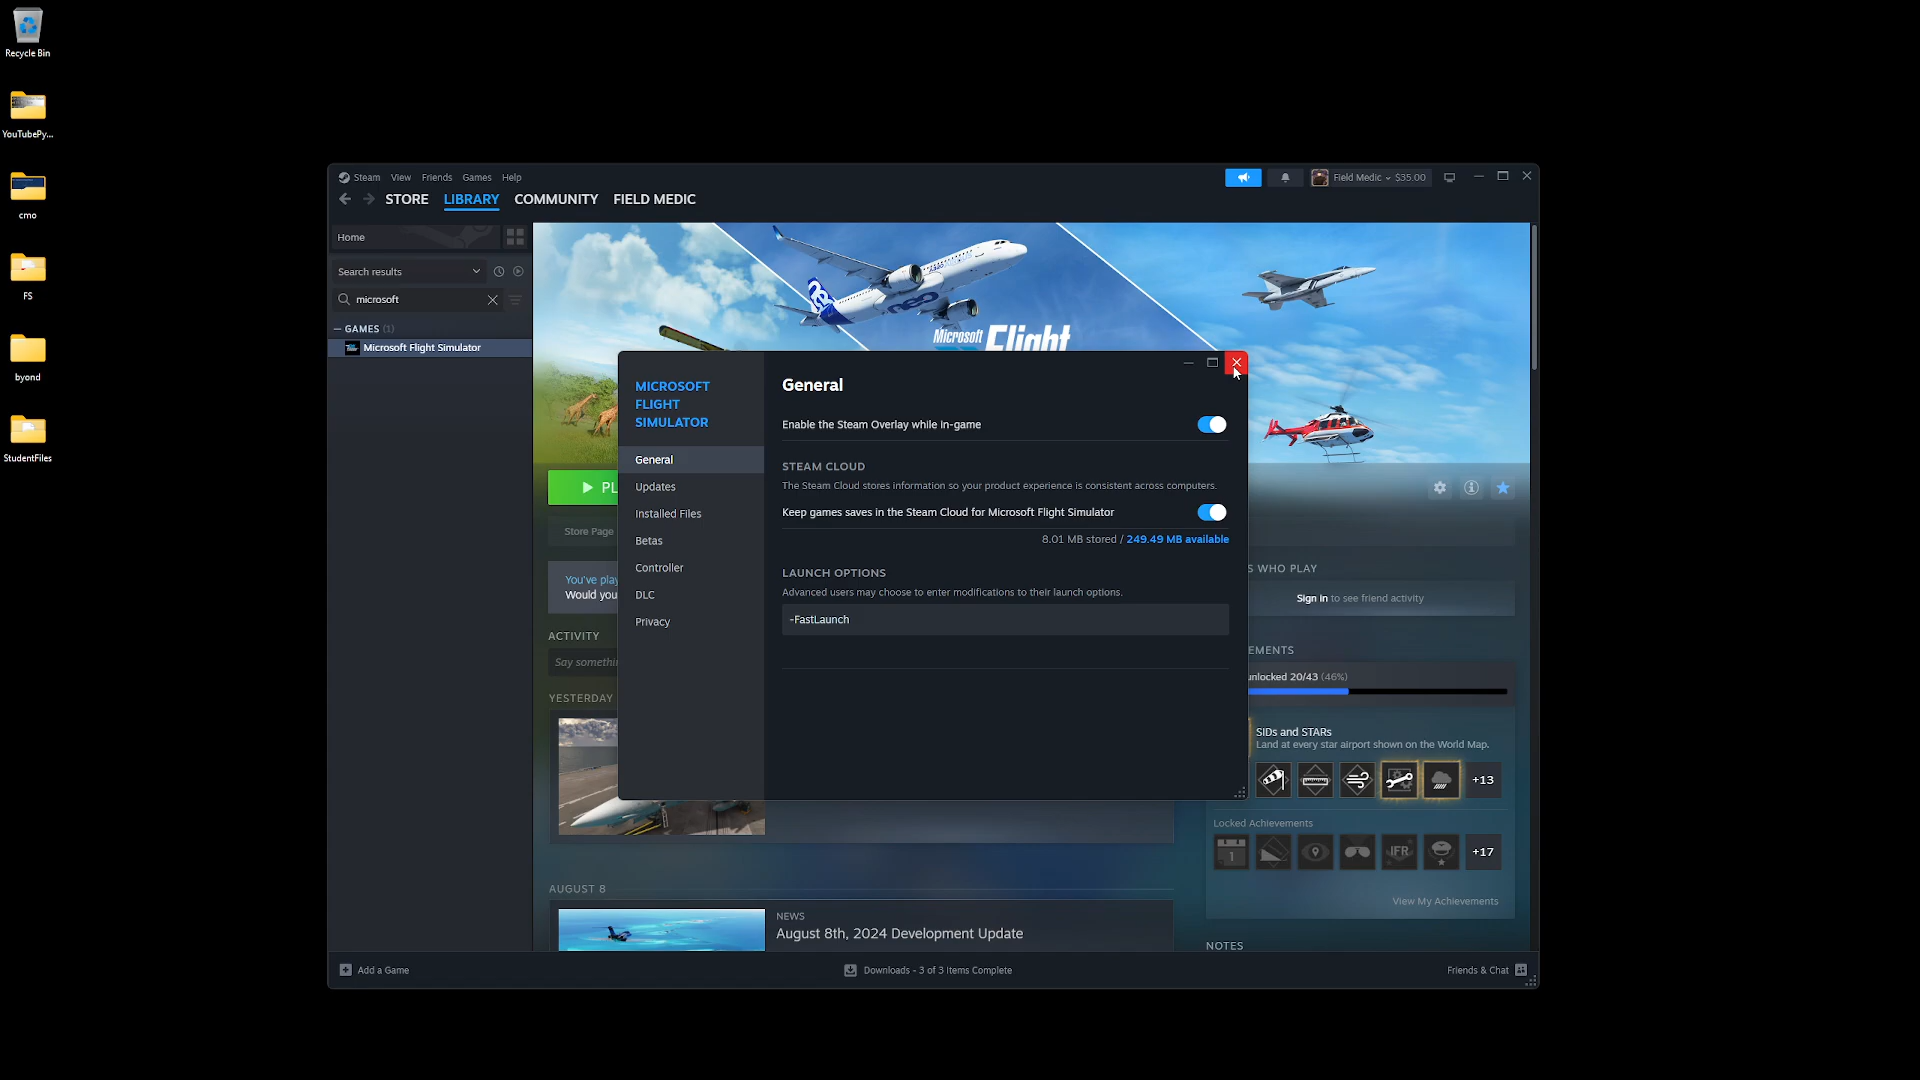 Recycle Bin
YouTubePy...
cmo
FS
byond
StudentFiles
Steam View Friends Games Help
Field Medic $35.00
STORE LIBRARY COMMUNITY FIELD MEDIC
Home
Search results
microsoft
GAMES (1)
Microsoft Flight Simulator
Microsoft Flight
MICROSOFT
FLIGHT
SIMULATOR
General
Updates
Installed Files
Betas
Controller
DLC
Privacy
General
Enable the Steam Overlay while in-game
STEAM CLOUD
The Steam Cloud stores information so your product experience is consistent across computers.
Keep games saves in the Steam Cloud for Microsoft Flight Simulator
8.01 MB stored / 249.49 MB available
LAUNCH OPTIONS
Advanced users may choose to enter modifications to their launch options.
-FastLaunch
PL
Store Page
You've play
Would you
ACTIVITY
Say somethi
YESTERDAY
AUGUST 8
NEWS
August 8th, 2024 Development Update
S WHO PLAY
Sign in to see friend activity
EMENTS
unlocked 20/43 (46%)
SIDs and STARs
Land at every star airport shown on the World Map.
+13
Locked Achievements
1
IFR
+17
View My Achievements
NOTES
Add a Game
Downloads - 3 of 3 Items Complete
Friends & Chat